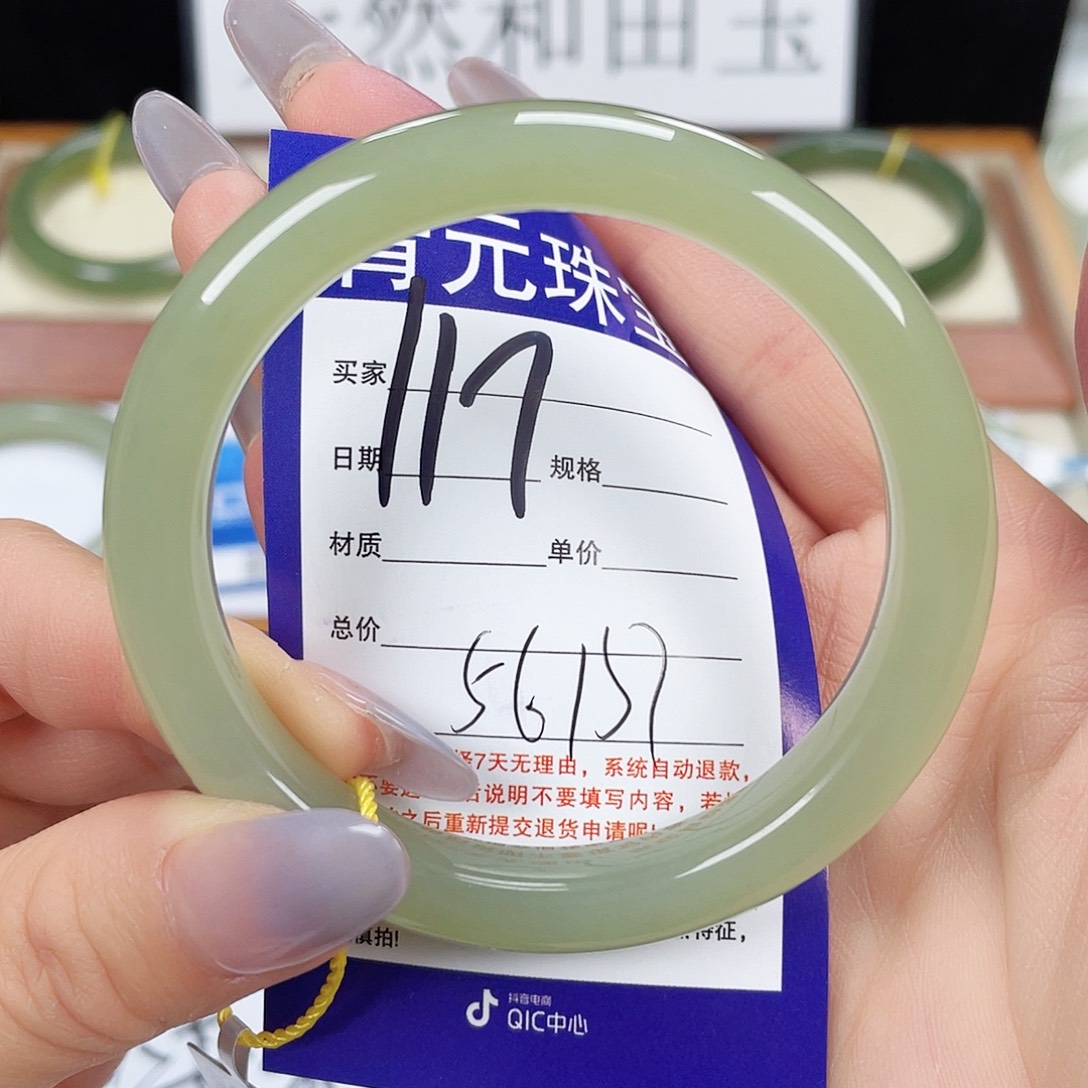 然和田玉
元珠宝
117
买家
日期 规格
材质 单价
总价
56157
7天无理由，系统自动退款，
说明不要填写内容，若
之后重新提交退货申请呢
慎拍!
特征，
抖音电商
QIC中心